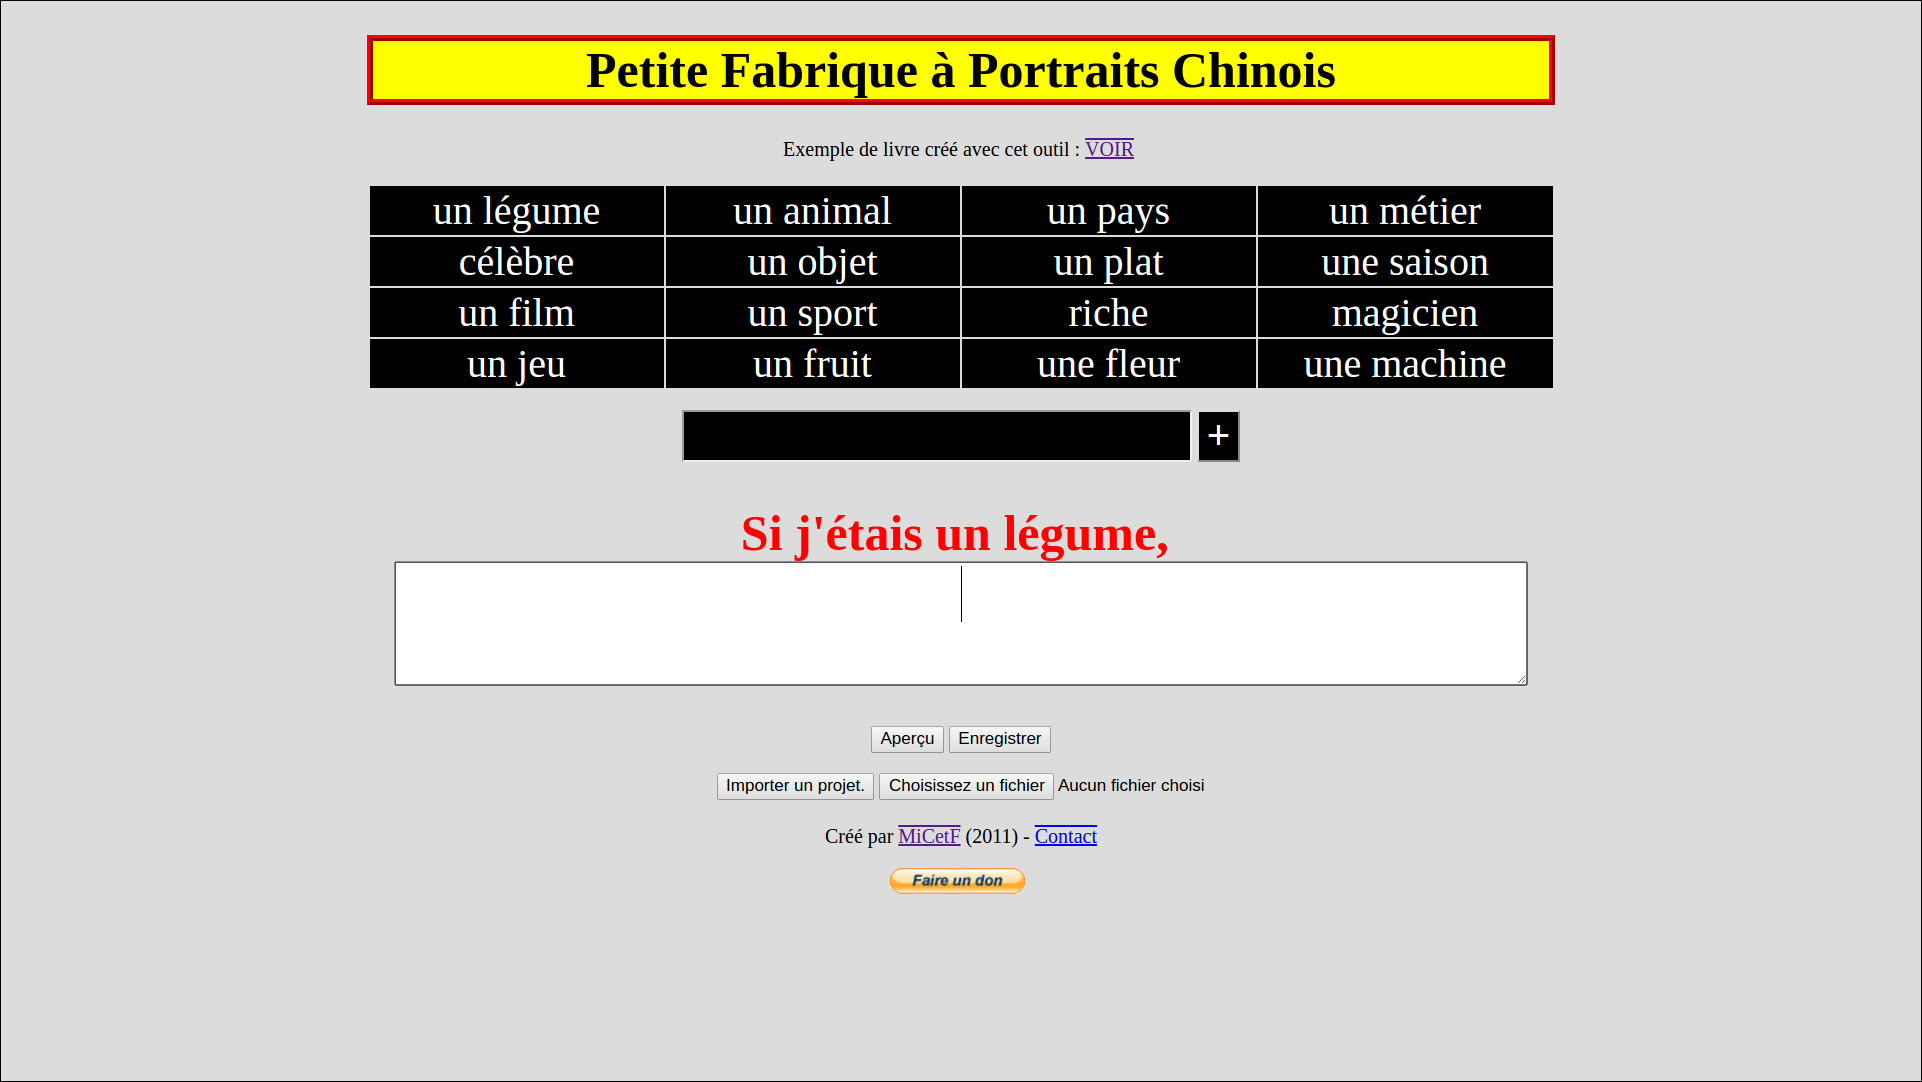 Petite Fabrique à Portraits Chinois
Exemple de livre créé avec cet outil : VOIR
un légume un animal un pays un métier
célèbre un objet un plat une saison
un film un sport riche magicien
un jeu un fruit une fleur une machine
+
Si j'étais un légume,
Aperçu Enregistrer
Importer un projet. Choisissez un fichier Aucun fichier choisi
Créé par MiCetF (2011) - Contact
Faire un don